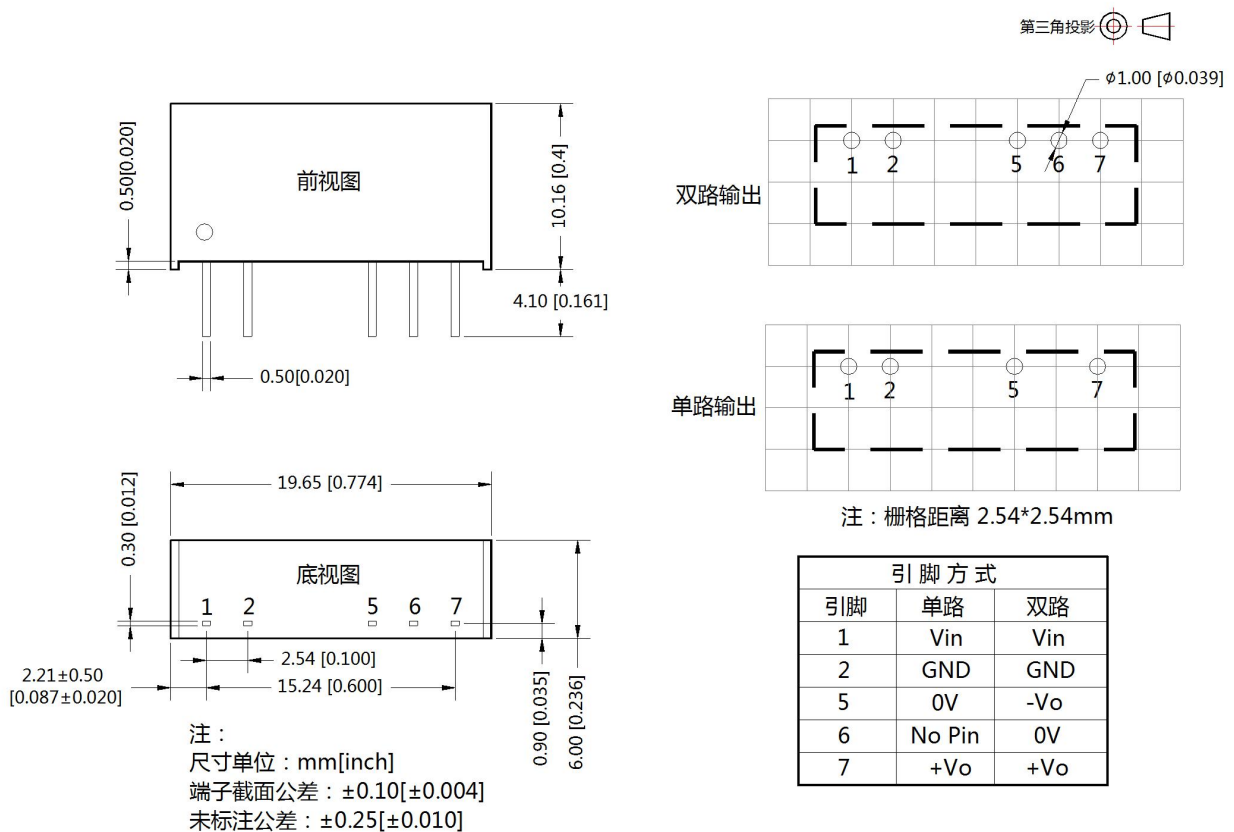 第三角投影
0.50[0.020]
前视图
10.16 [0.4]
4.10 [0.161]
0.50[0.020]
ϕ1.00 [ϕ0.039]
双路输出
1 2 5 6 7
单路输出
1 2 5 7
注：栅格距离 2.54*2.54mm
19.65 [0.774]
0.30 [0.012]
底视图
1 2 5 6 7
2.54 [0.100]
15.24 [0.600]
2.21±0.50
[0.087±0.020]
0.90 [0.035]
6.00 [0.236]
注：
尺寸单位：mm[inch]
端子截面公差：±0.10[±0.004]
未标注公差：±0.25[±0.010]
引 脚 方 式
引脚 单路 双路
1 Vin Vin
2 GND GND
5 0V -Vo
6 No Pin 0V
7 +Vo +Vo